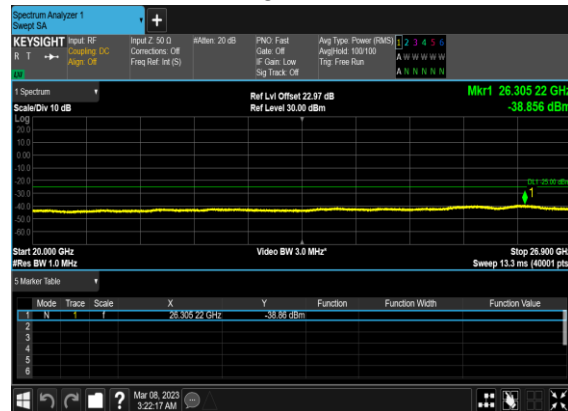 Spectrum Analyzer 1
Swept SA
+
KEYSIGHT Input: RF
R T
Coupling: DC
Align: Off
Input Z: 50 Ω
Corrections: Off
Freq Ref: Int (S)
#Atten: 20 dB
PNO: Fast
Gate: Off
IF Gain: Low
Sig Track: Off
Avg Type: Power (RMS)
Avg|Hold: 100/100
Trig: Free Run
1 2 3 4 5 6
A W W W W W
A N N N N N
1 Spectrum
Scale/Div 10 dB
Ref Lvl Offset 22.97 dB
Ref Level 30.00 dBm
Mkr1 26.305 22 GHz
-38.856 dBm
Log
20.0
10.0
0.00
-10.0
-20.0
-30.0
-40.0
-50.0
-60.0
DL1 -25.00 dBm
1
Start 20.000 GHz
#Res BW 1.0 MHz
Video BW 3.0 MHz*
Stop 26.900 GHz
Sweep 13.3 ms (40001 pts
5 Marker Table
Mode Trace Scale X Y Function Function Width Function Value
1 N 1 f 26.305 22 GHz -38.86 dBm
2
3
4
5
6
?
Mar 08, 2023
3:22:17 AM